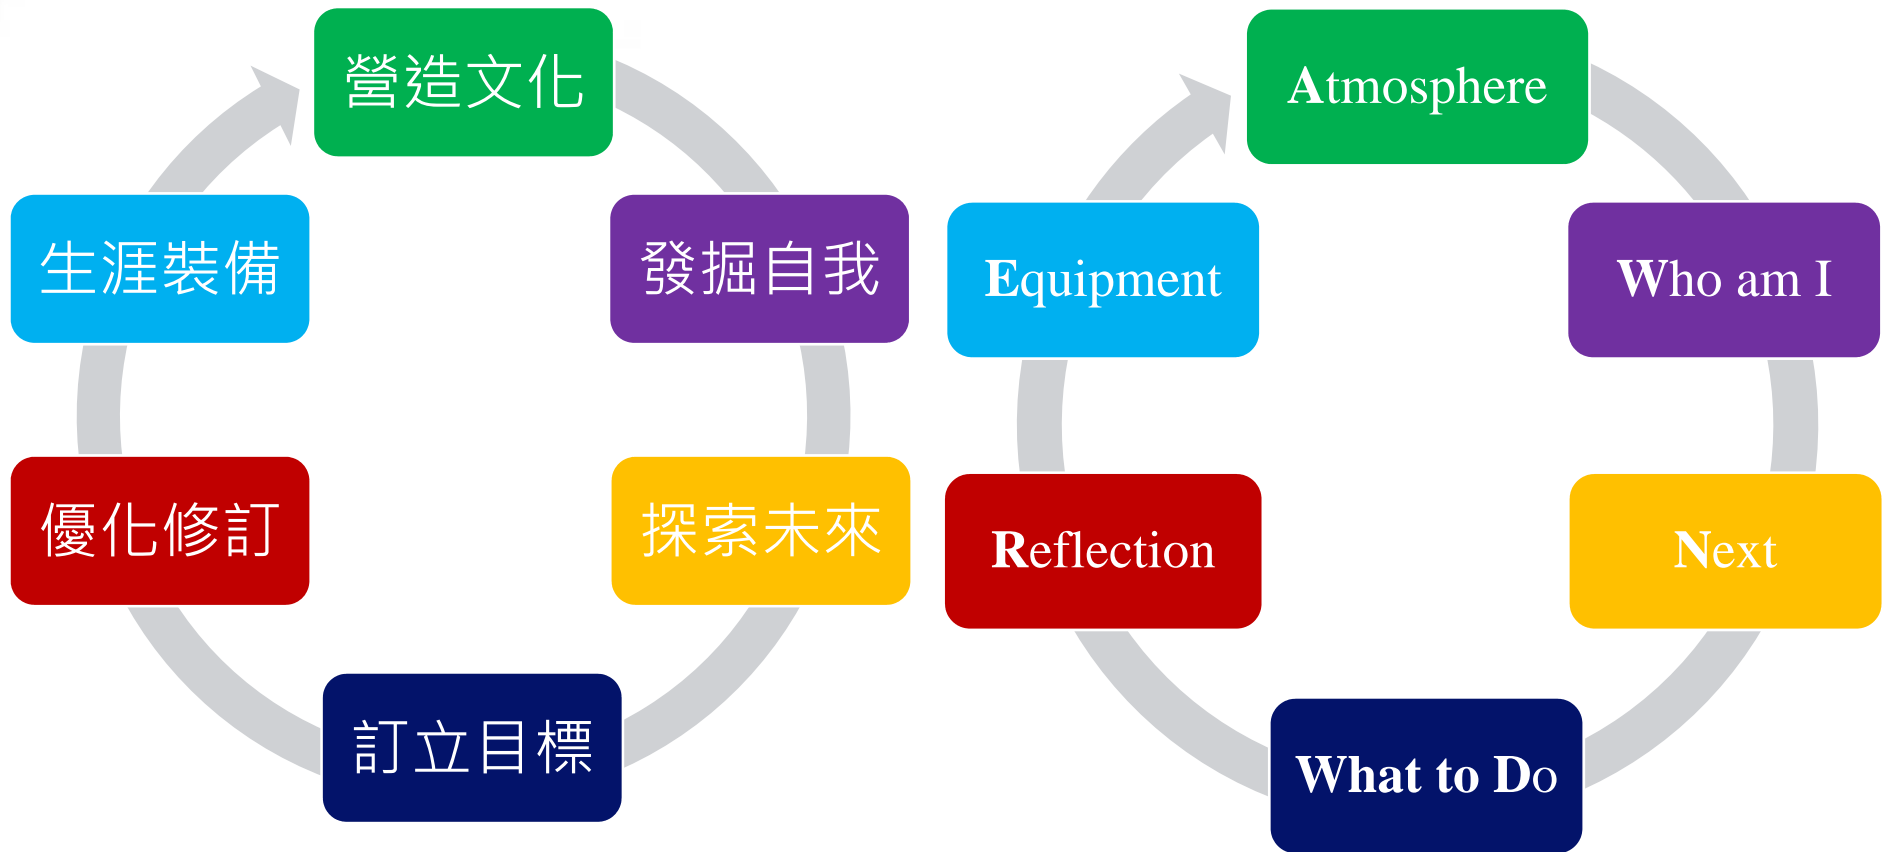 營造文化
發掘自我
探索未來
訂立目標
優化修訂
生涯裝備
Atmosphere
Who am I
Next
What to Do
Reflection
Equipment